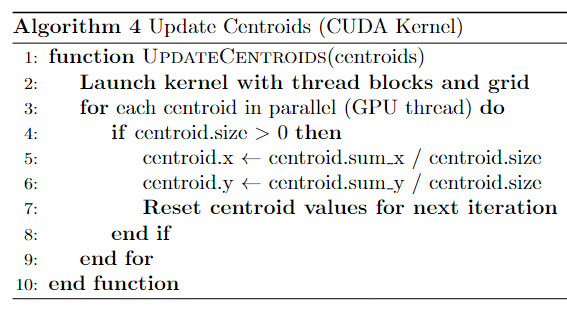 Algorithm 4 Update Centroids (CUDA Kernel)
1: function UPDATECENTROIDS(centroids)
2: Launch kernel with thread blocks and grid
3: for each centroid in parallel (GPU thread) do
4: if centroid.size > 0 then
5: centroid.x ← centroid.sum_x / centroid.size
6: centroid.y ← centroid.sum_y / centroid.size
7: Reset centroid values for next iteration
8: end if
9: end for
10: end function